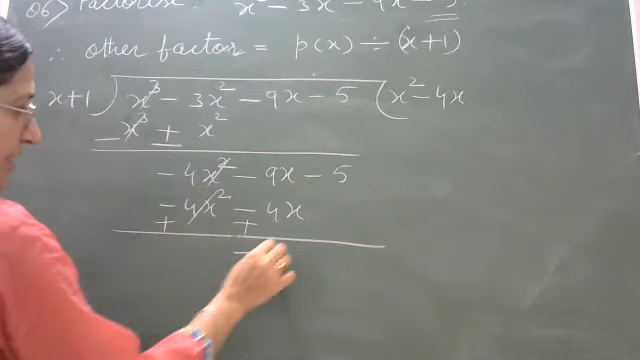 Q6> Factorise: x³ - 3x² - 9x - 5.
∴ other factor = p(x) ÷ (x+1)
x+1 ) x³ - 3x² - 9x - 5 ( x² - 4x
- x³ ± x²
- 4x² - 9x - 5
- 4x² - 4x
+ +
-